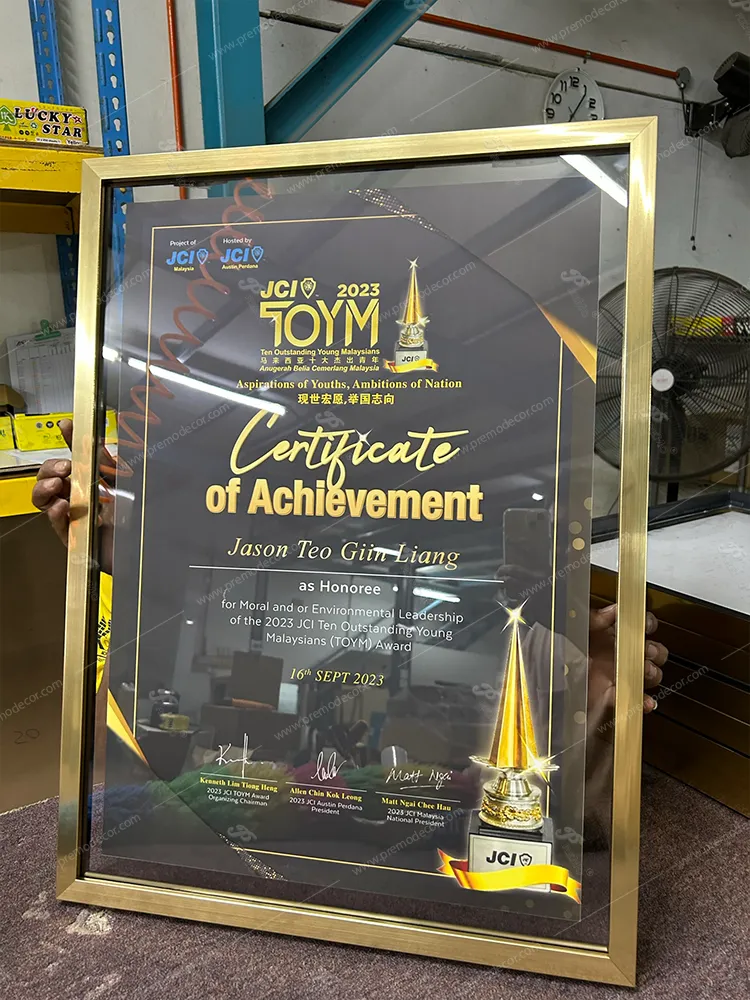 LUCKY
STAR
Project of
JCI
Malaysia
Hosted by
JCI
Austin Perdana
JCI 2023
TOYM
Ten Outstanding Young Malaysians
马来西亚十大杰出青年
Anugerah Belia Cemerlang Malaysia
JCI
Aspirations of Youths, Ambitions of Nation
现世宏愿,举国志向
Certificate
of Achievement
Jason Teo Giin Liang
as Honoree
for Moral and or Environmental Leadership
of the 2023 JCI Ten Outstanding Young
Malaysians (TOYM) Award
16th SEPT 2023
Matt Ngai
Kenneth Lim Tiong Heng
2023 JCI TOYM Award
Organizing Chairman
Allen Chin Kok Leong
2023 JCI Austin Perdana
President
Matt Ngai Chee Hau
2023 JCI Malaysia
National President
JCI
www.premodecor.com